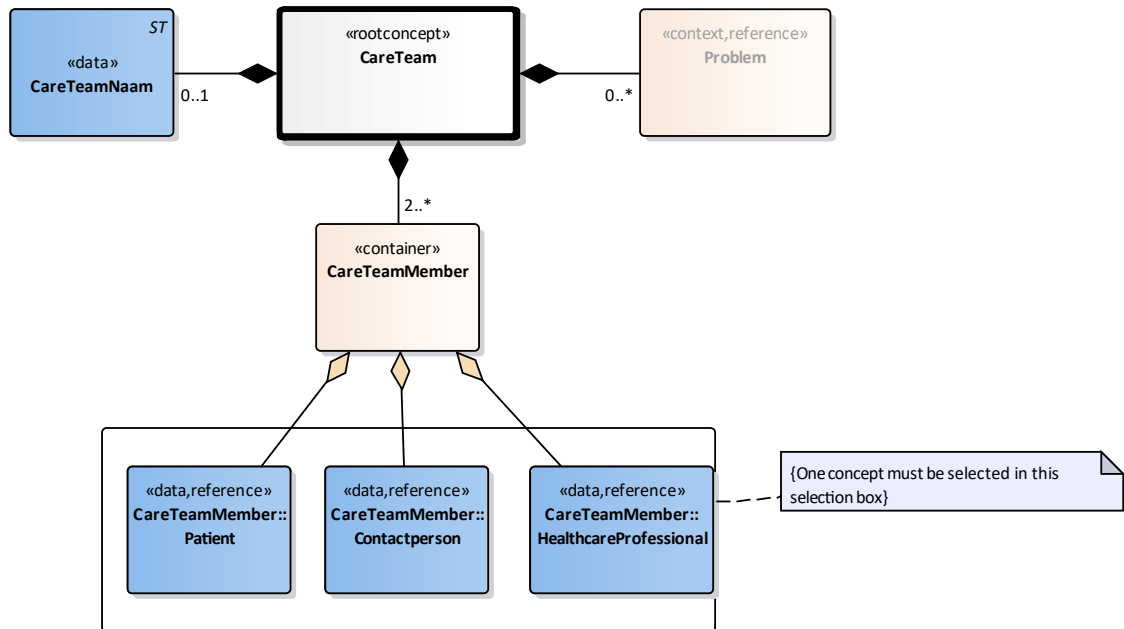 ST
«data»
CareTeamNaam
0..1
«rootconcept»
CareTeam
«context,reference»
Problem
0..*
2..*
«container»
CareTeamMember
«data,reference»
CareTeamMember::
Patient
«data,reference»
CareTeamMember::
Contactperson
«data,reference»
CareTeamMember::
HealthcareProfessional
{One concept must be selected in this
selection box}